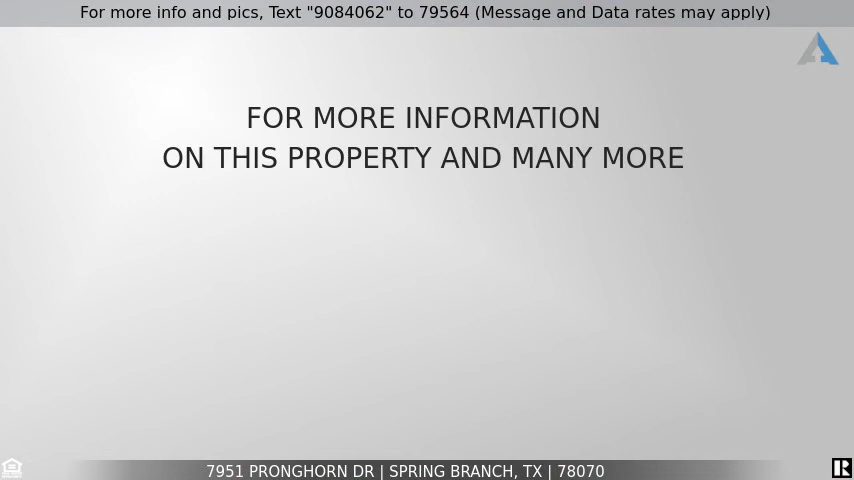 For more info and pics, Text "9084062" to 79564 (Message and Data rates may apply)
FOR MORE INFORMATION
ON THIS PROPERTY AND MANY MORE
7951 PRONGHORN DR | SPRING BRANCH, TX | 78070